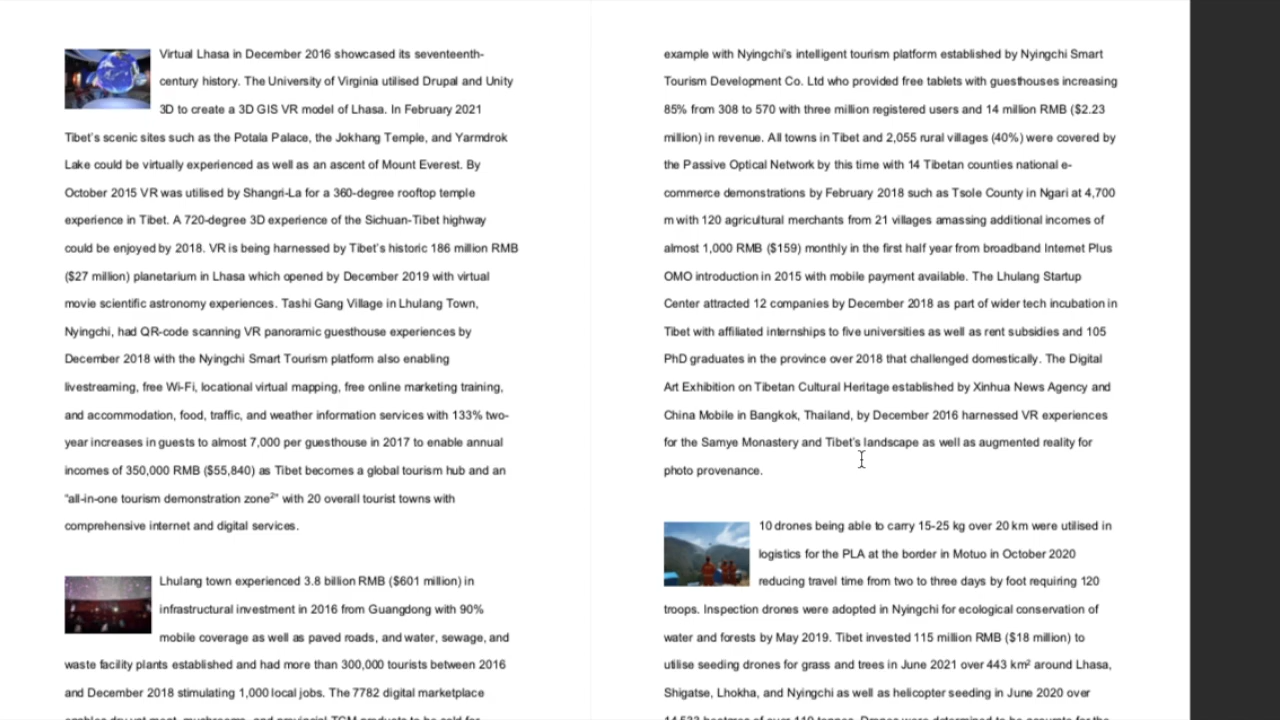 Virtual Lhasa in December 2016 showcased its seventeenth-
century history. The University of Virginia utilised Drupal and Unity
3D to create a 3D GIS VR model of Lhasa. In February 2021
Tibet's scenic sites such as the Potala Palace, the Jokhang Temple, and Yarmdrok
Lake could be virtually experienced as well as an ascent of Mount Everest. By
October 2015 VR was utilised by Shangri-La for a 360-degree rooftop temple
experience in Tibet. A 720-degree 3D experience of the Sichuan-Tibet highway
could be enjoyed by 2018. VR is being harnessed by Tibet's historic 186 million RMB
($27 million) planetarium in Lhasa which opened by December 2019 with virtual
movie scientific astronomy experiences. Tashi Gang Village in Lhulang Town,
Nyingchi, had QR-code scanning VR panoramic guesthouse experiences by
December 2018 with the Nyingchi Smart Tourism platform also enabling
livestreaming, free Wi-Fi, locational virtual mapping, free online marketing training,
and accommodation, food, traffic, and weather information services with 133% two-
year increases in guests to almost 7,000 per guesthouse in 2017 to enable annual
incomes of 350,000 RMB ($55,840) as Tibet becomes a global tourism hub and an
"all-in-one tourism demonstration zone²" with 20 overall tourist towns with
comprehensive internet and digital services.
Lhulang town experienced 3.8 billion RMB ($601 million) in
infrastructural investment in 2016 from Guangdong with 90%
mobile coverage as well as paved roads, and water, sewage, and
waste facility plants established and had more than 300,000 tourists between 2016
and December 2018 stimulating 1,000 local jobs. The 7782 digital marketplace
enables dry yet meat, mushrooms, and provincial TCM products to be sold for
example with Nyingchi's intelligent tourism platform established by Nyingchi Smart
Tourism Development Co. Ltd who provided free tablets with guesthouses increasing
85% from 308 to 570 with three million registered users and 14 million RMB ($2.23
million) in revenue. All towns in Tibet and 2,055 rural villages (40%) were covered by
the Passive Optical Network by this time with 14 Tibetan counties national e-
commerce demonstrations by February 2018 such as Tsole County in Ngari at 4,700
m with 120 agricultural merchants from 21 villages amassing additional incomes of
almost 1,000 RMB ($159) monthly in the first half year from broadband Internet Plus
OMO introduction in 2015 with mobile payment available. The Lhulang Startup
Center attracted 12 companies by December 2018 as part of wider tech incubation in
Tibet with affiliated internships to five universities as well as rent subsidies and 105
PhD graduates in the province over 2018 that challenged domestically. The Digital
Art Exhibition on Tibetan Cultural Heritage established by Xinhua News Agency and
China Mobile in Bangkok, Thailand, by December 2016 harnessed VR experiences
for the Samye Monastery and Tibet's landscape as well as augmented reality for
photo provenance.
10 drones being able to carry 15-25 kg over 20 km were utilised in
logistics for the PLA at the border in Motuo in October 2020
reducing travel time from two to three days by foot requiring 120
troops. Inspection drones were adopted in Nyingchi for ecological conservation of
water and forests by May 2019. Tibet invested 115 million RMB ($18 million) to
utilise seeding drones for grass and trees in June 2021 over 443 km² around Lhasa,
Shigatse, Lhokha, and Nyingchi as well as helicopter seeding in June 2020 over